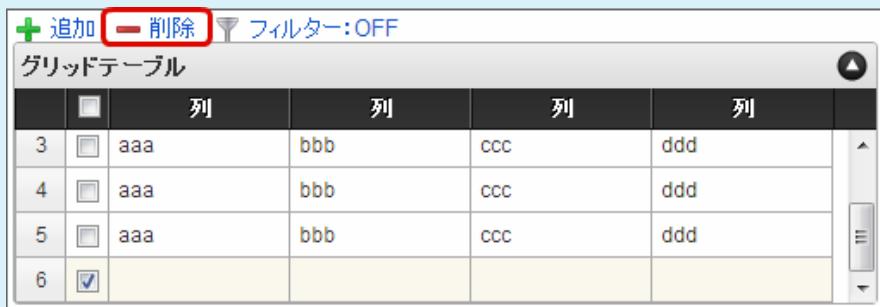 追加 削除 フィルター：OFF
グリッドテーブル
列 列 列 列
3 aaa bbb ccc ddd
4 aaa bbb ccc ddd
5 aaa bbb ccc ddd
6